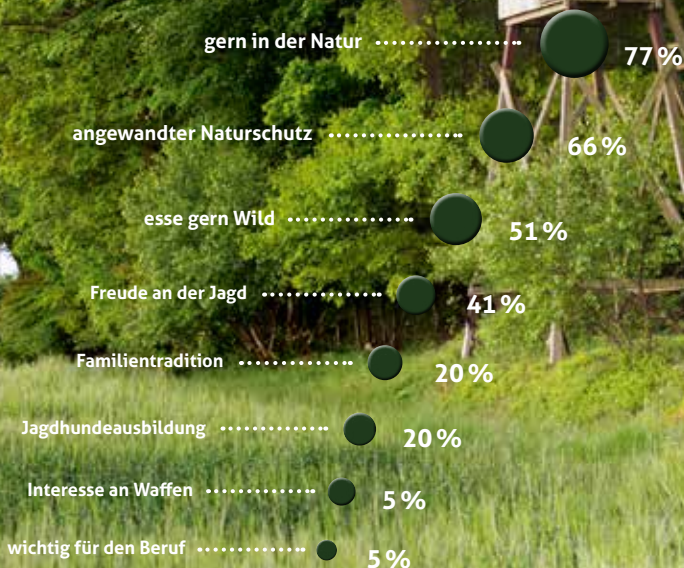 gern in der Natur 77 %
angewandter Naturschutz 66 %
esse gern Wild 51 %
Freude an der Jagd 41 %
Familientradition 20 %
Jagdhundeausbildung 20 %
Interesse an Waffen 5 %
wichtig für den Beruf 5 %